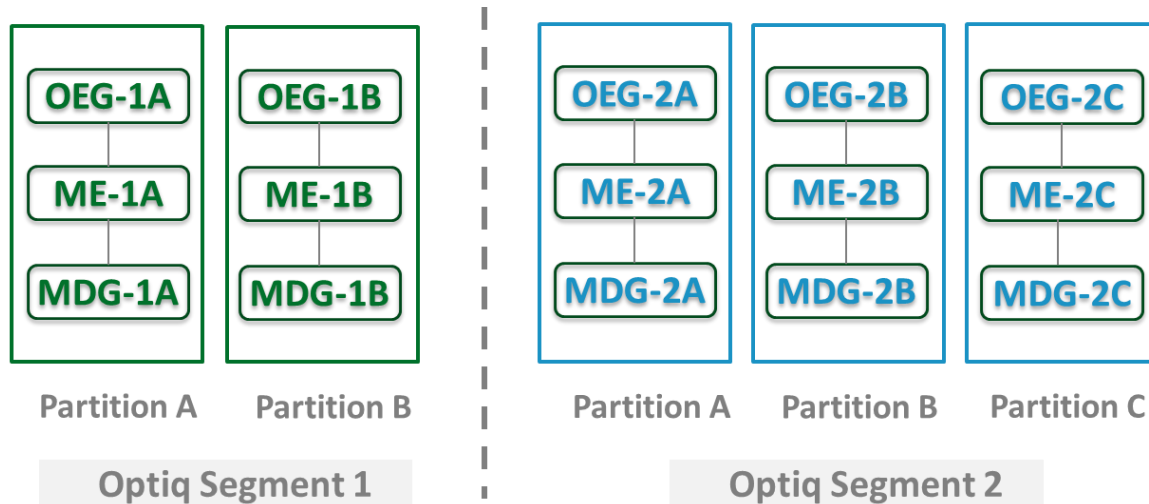 OEG-1A OEG-1B OEG-2A OEG-2B OEG-2C
ME-1A ME-1B ME-2A ME-2B ME-2C
MDG-1A MDG-1B MDG-2A MDG-2B MDG-2C
Partition A Partition B Partition A Partition B Partition C
Optiq Segment 1 Optiq Segment 2